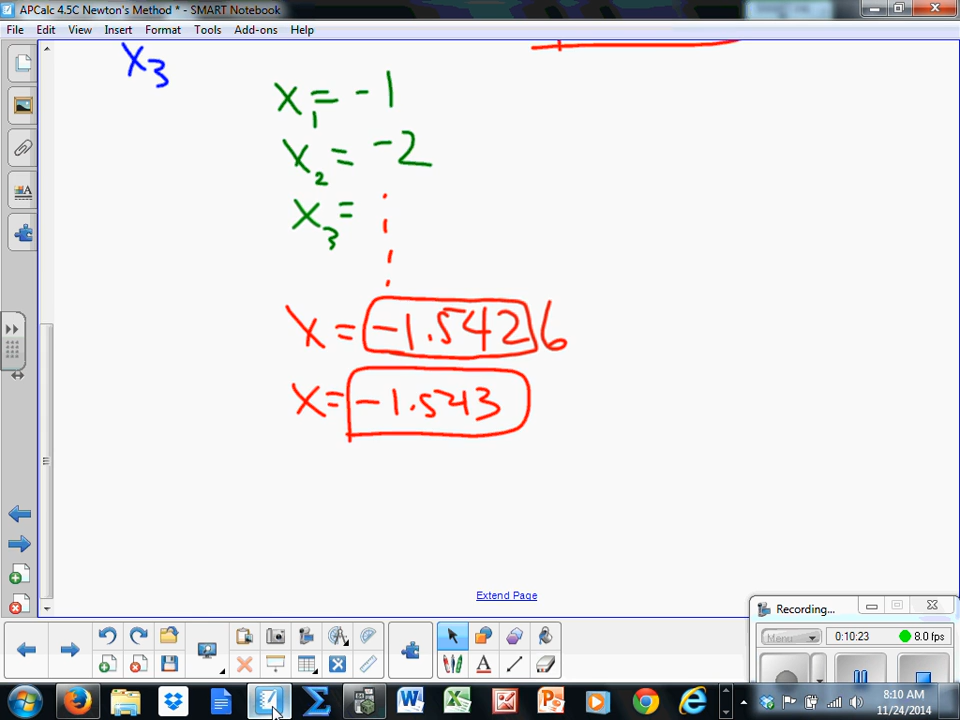 APCalc 4.5C Newton's Method * - SMART Notebook
File Edit View Insert Format Tools Add-ons Help
x3
x1 = -1
x2 = -2
x3 =
x = -1.5426
x = -1.543
Extend Page
Recording...
Menu
0:10:23
8.0 fps
8:10 AM
11/24/2014